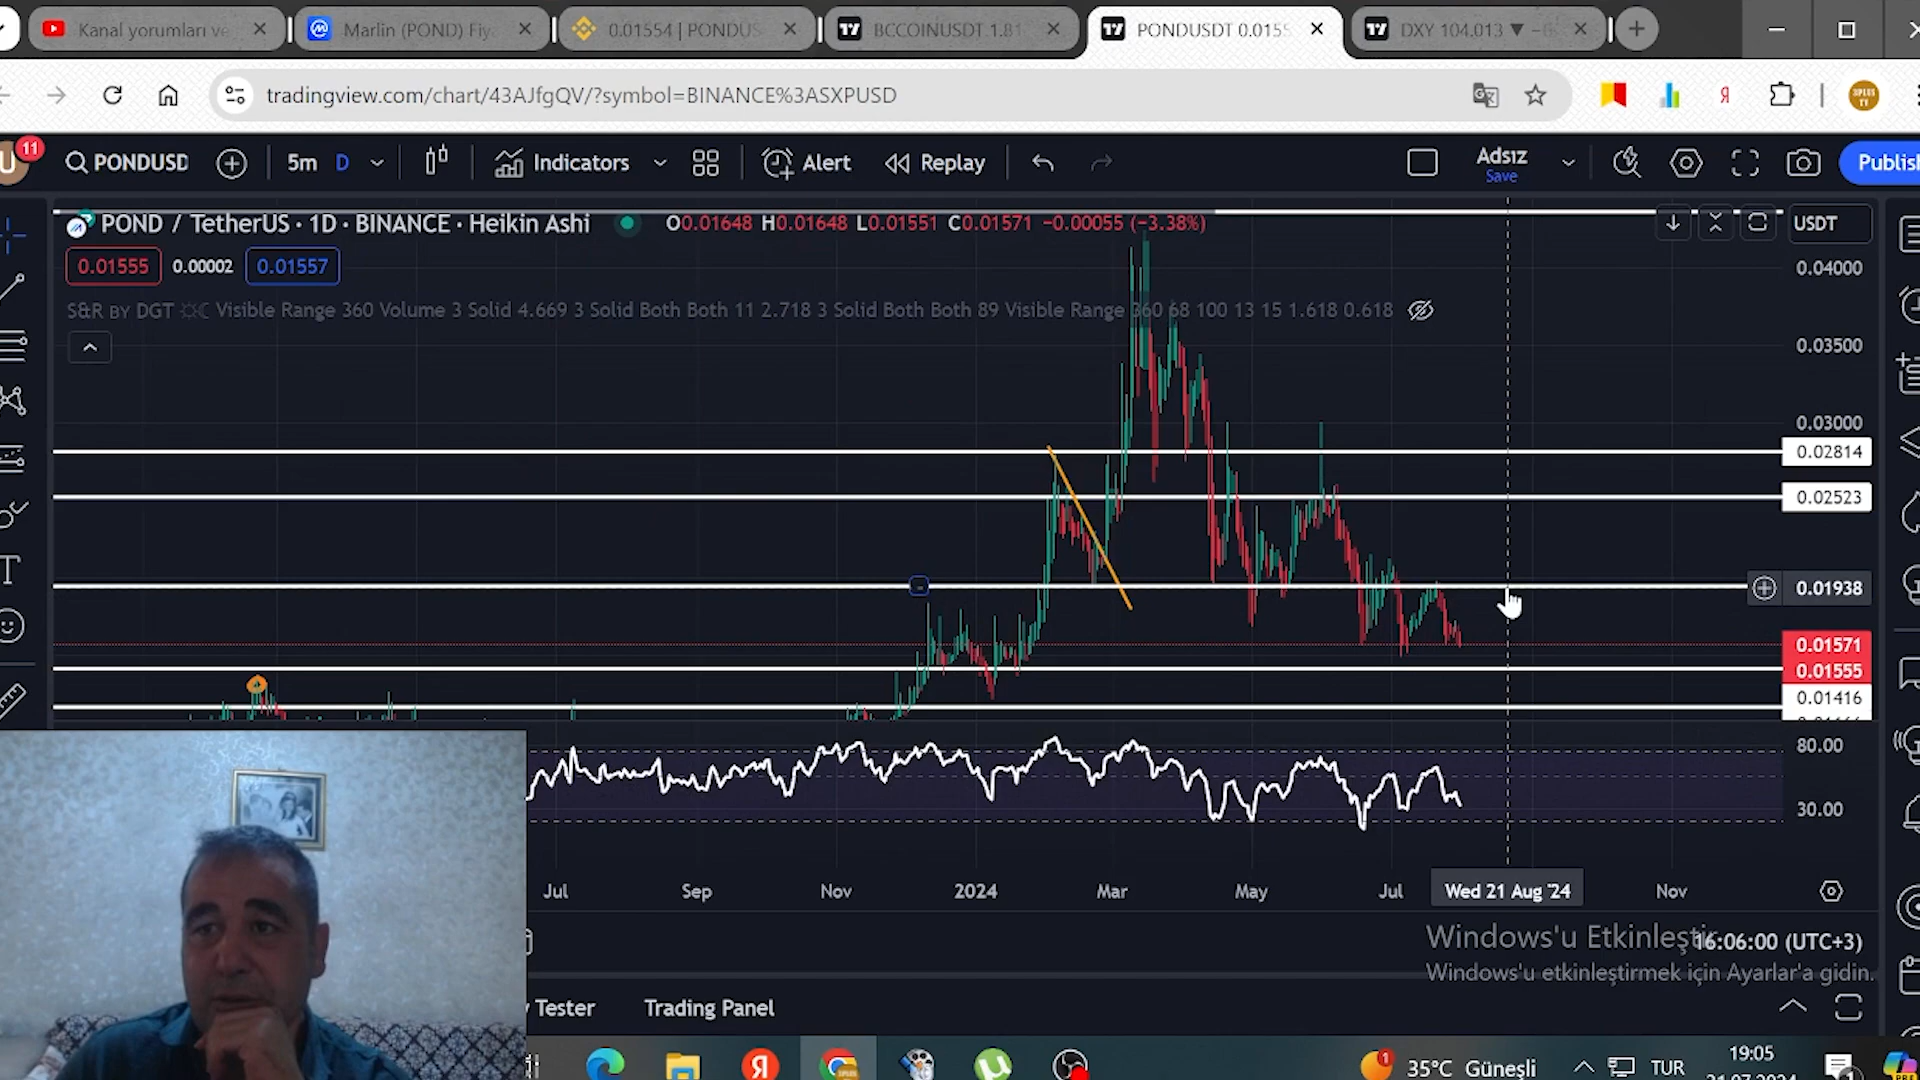 Kanal yorumları ve
Marlin (POND) Fiy
0.01554 | PONDUS
BCCOINUSDT 1.81
PONDUSDT 0.0155
DXY 104.013 ▼
tradingview.com/chart/43AJfgQV/?symbol=BINANCE%3ASXPUSD
3PLUS TV
11
U
PONDUSD
5m
D
Indicators
Alert
Replay
Adsız
Save
Publish
POND / TetherUS · 1D · BINANCE · Heikin Ashi
O0.01648 H0.01648 L0.01551 C0.01571 −0.00055 (−3.38%)
USDT
0.01555
0.00002
0.01557
S&R BY DGT Visible Range 360 Volume 3 Solid 4.669 3 Solid Both Both 11 2.718 3 Solid Both Both 89 Visible Range 360 68 100 13 15 1.618 0.618
0.04000
0.03500
0.03000
0.02814
0.02523
0.01938
0.01571
0.01555
0.01416
80.00
30.00
Jul
Sep
Nov
2024
Mar
May
Jul
Wed 21 Aug '24
Nov
Windows'u Etkinleştir
16:06:00 (UTC+3)
Windows'u etkinleştirmek için Ayarlar'a gidin.
Tester
Trading Panel
1
35°C Güneşli
TUR
19:05